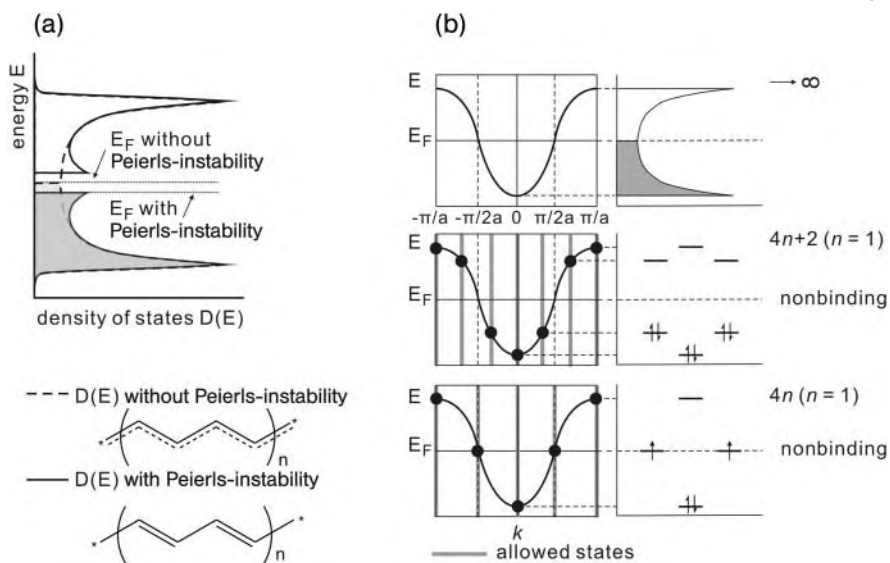 (a)
energy E
E_F without
Peierls-instability
E_F with
Peierls-instability
density of states D(E)
D(E) without Peierls-instability
* * n
D(E) with Peierls-instability
* * n
(b)
E
E_F
→ ∞
-π/a -π/2a 0 π/2a π/a
E
E_F
4n+2 (n = 1)
nonbinding
E
E_F
4n (n = 1)
nonbinding
k
allowed states